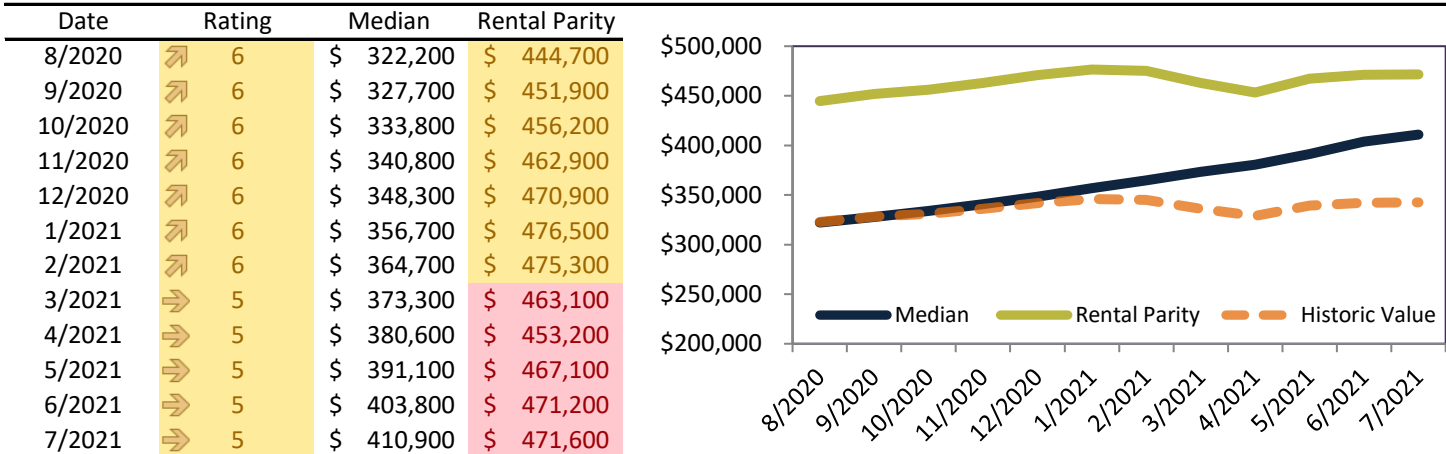 Date Rating Median Rental Parity
8/2020 6 $ 322,200 $ 444,700
9/2020 6 $ 327,700 $ 451,900
10/2020 6 $ 333,800 $ 456,200
11/2020 6 $ 340,800 $ 462,900
12/2020 6 $ 348,300 $ 470,900
1/2021 6 $ 356,700 $ 476,500
2/2021 6 $ 364,700 $ 475,300
3/2021 5 $ 373,300 $ 463,100
4/2021 5 $ 380,600 $ 453,200
5/2021 5 $ 391,100 $ 467,100
6/2021 5 $ 403,800 $ 471,200
7/2021 5 $ 410,900 $ 471,600
$500,000
$450,000
$400,000
$350,000
$300,000
$250,000
$200,000
Median Rental Parity Historic Value
8/2020 9/2020 10/2020 11/2020 12/2020 1/2021 2/2021 3/2021 4/2021 5/2021 6/2021 7/2021